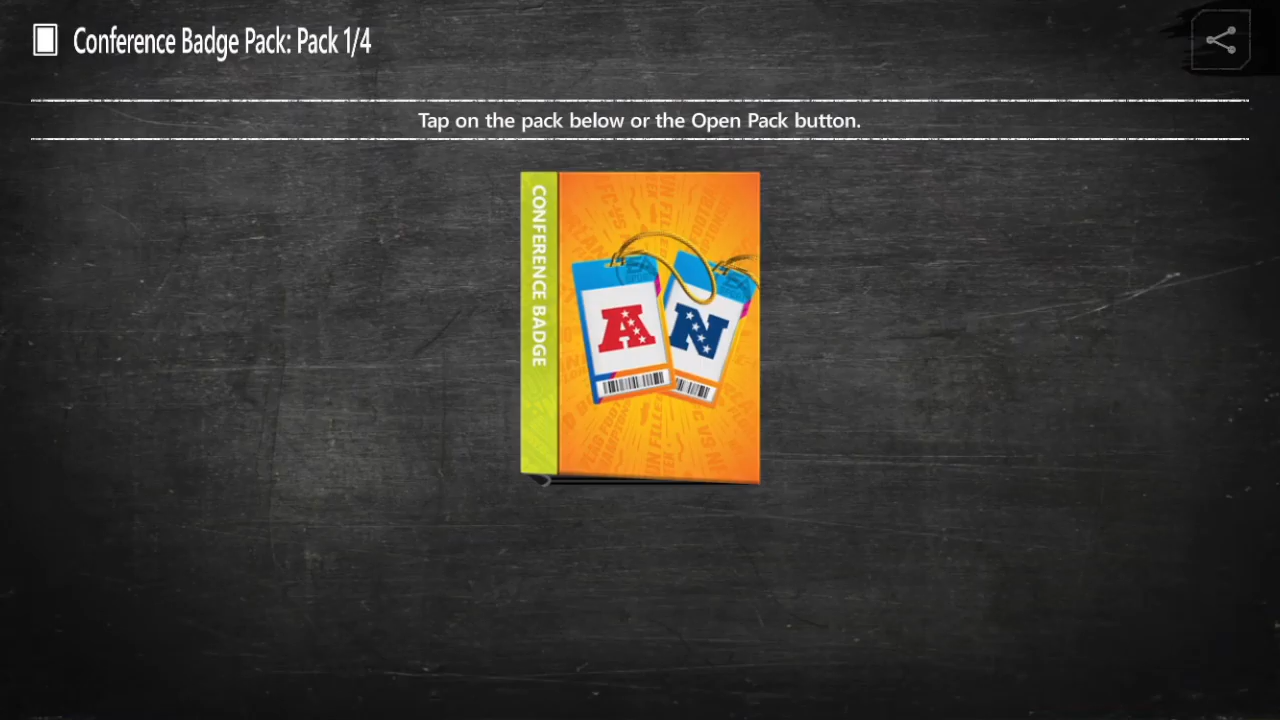 Conference Badge Pack: Pack 1/4
Tap on the pack below or the Open Pack button.
CONFERENCE BADGE
A
N